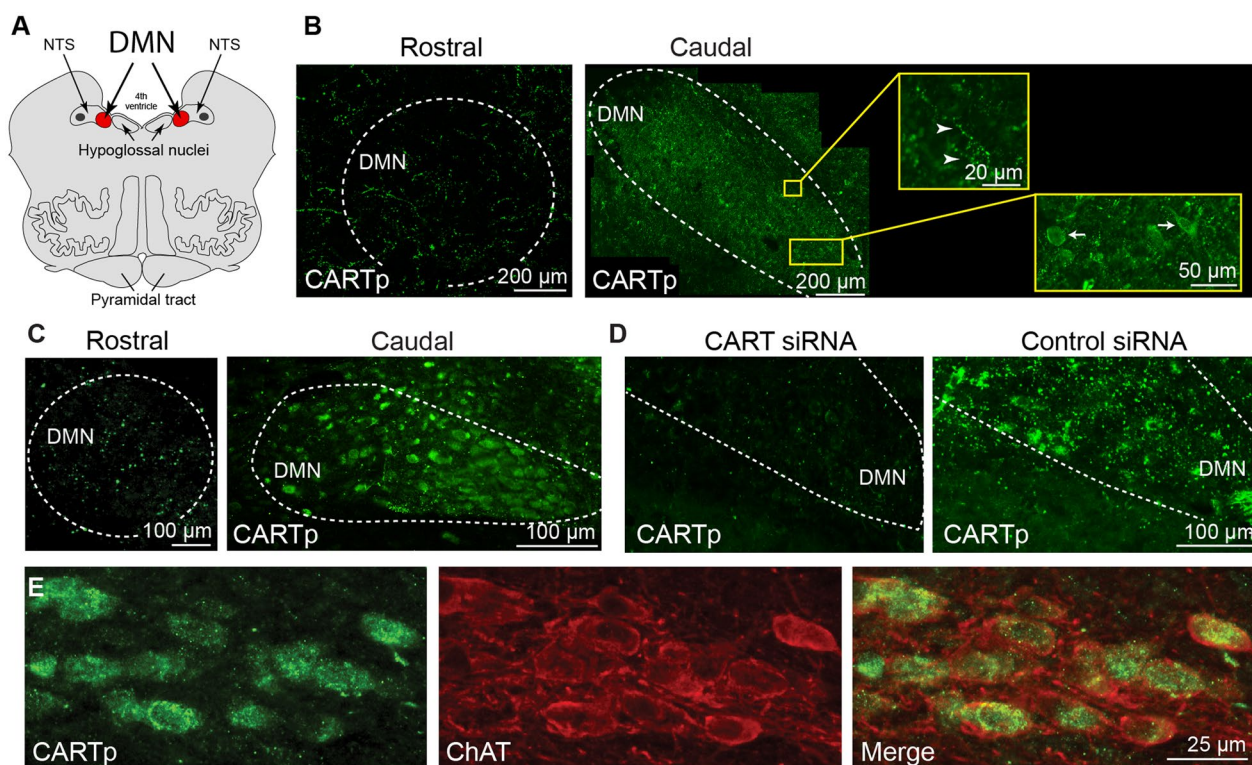 A
NTS
DMN
NTS
4th
ventricle
Hypoglossal nuclei
Pyramidal tract
B
Rostral
DMN
CARTp
200 µm
Caudal
DMN
CARTp
200 µm
20 µm
50 µm
C
Rostral
DMN
100 µm
Caudal
DMN
CARTp
100 µm
D
CART siRNA
DMN
CARTp
Control siRNA
DMN
CARTp
100 µm
E
CARTp
ChAT
Merge
25 µm